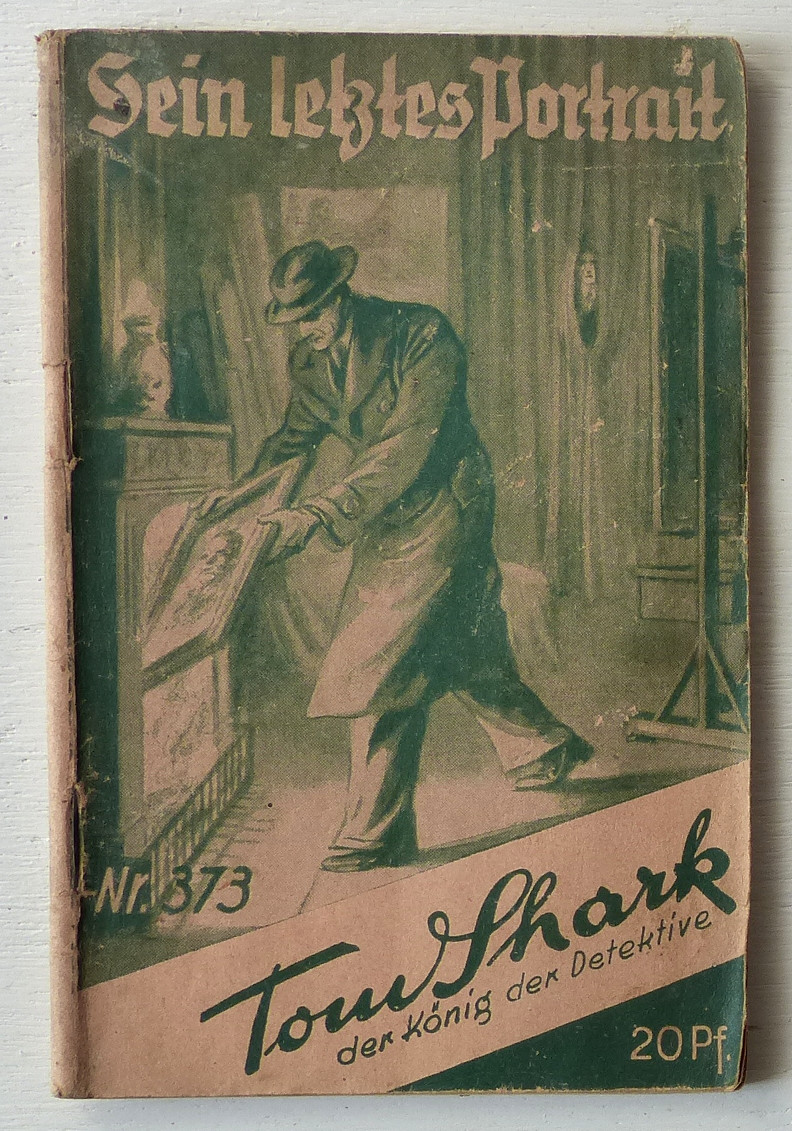 Sein letztes Portrait
Nr. 373
Tom Shark
der König der Detektive
20 Pf.